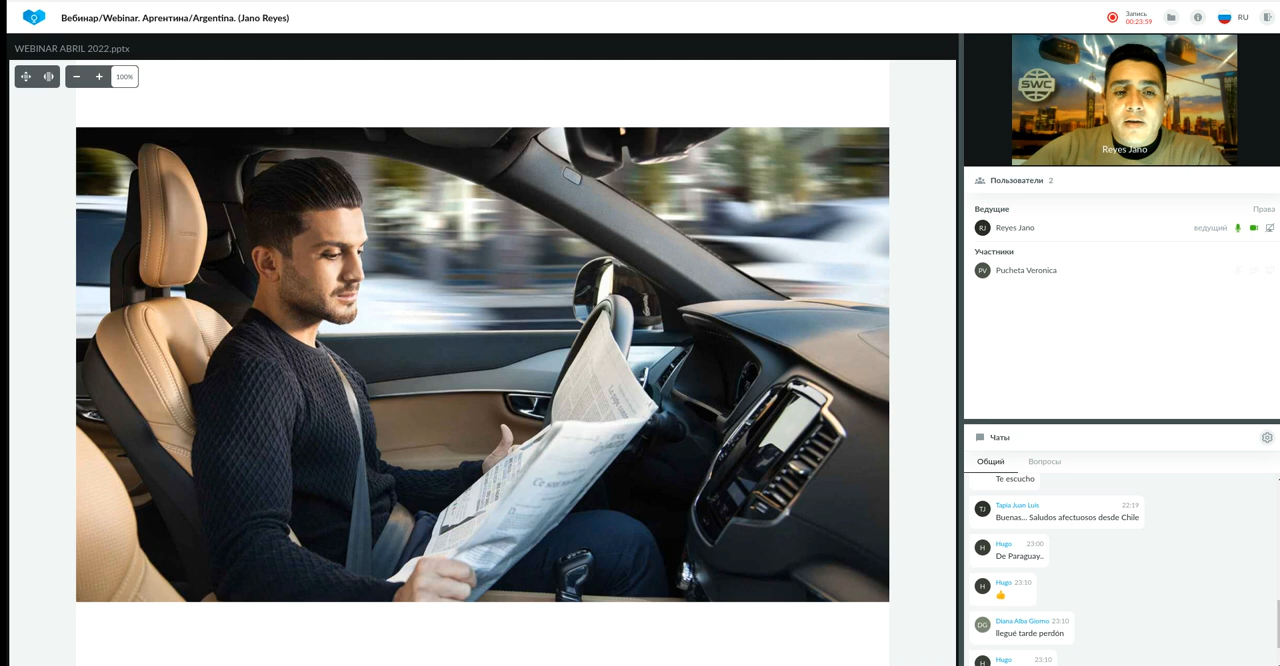 Вебинар/Webinar. Аргентина/Argentina. (Jano Reyes)
Запись
00:23:59
RU
WEBINAR ABRIL 2022.pptx
100%
SWC
Reyes Jano
Пользователи 2
Ведущие Права
RJ Reyes Jano ведущий
Участники
PV Pucheta Veronica
Чаты
Общий Вопросы
Te escucho
TJ Tapia Juan Luis 22:19
Buenas... Saludos afectuosos desde Chile
H Hugo 23:00
De Paraguay..
H Hugo 23:10
👍
DG Diana Alba Giorno 23:10
llegué tarde perdón
H Hugo 23:10